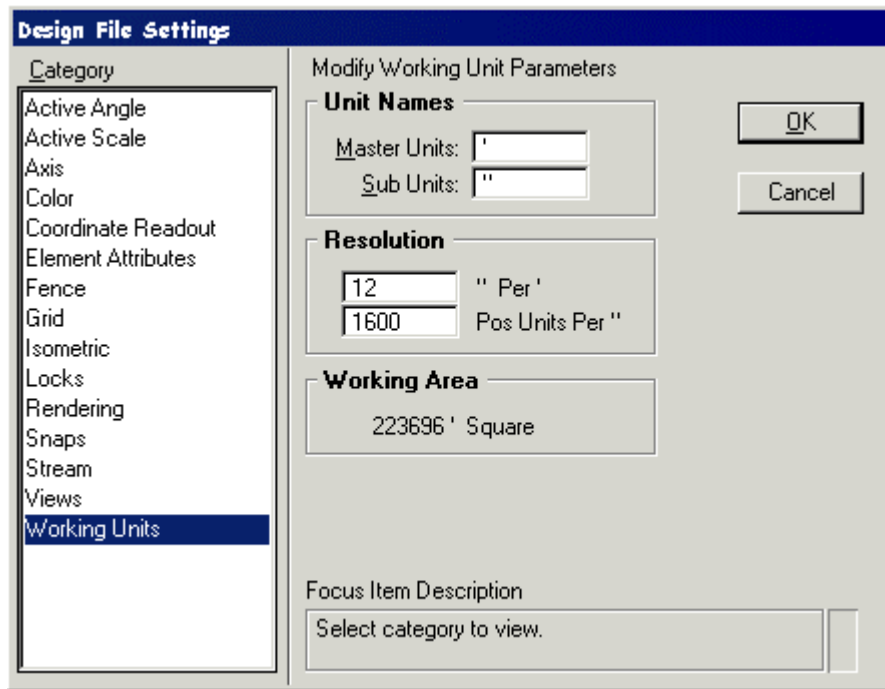 Design File Settings
Category
Active Angle
Active Scale
Axis
Color
Coordinate Readout
Element Attributes
Fence
Grid
Isometric
Locks
Rendering
Snaps
Stream
Views
Working Units
Modify Working Unit Parameters
Unit Names
Master Units: '
Sub Units: "
Resolution
12 " Per '
1600 Pos Units Per "
Working Area
223696 ' Square
OK
Cancel
Focus Item Description
Select category to view.